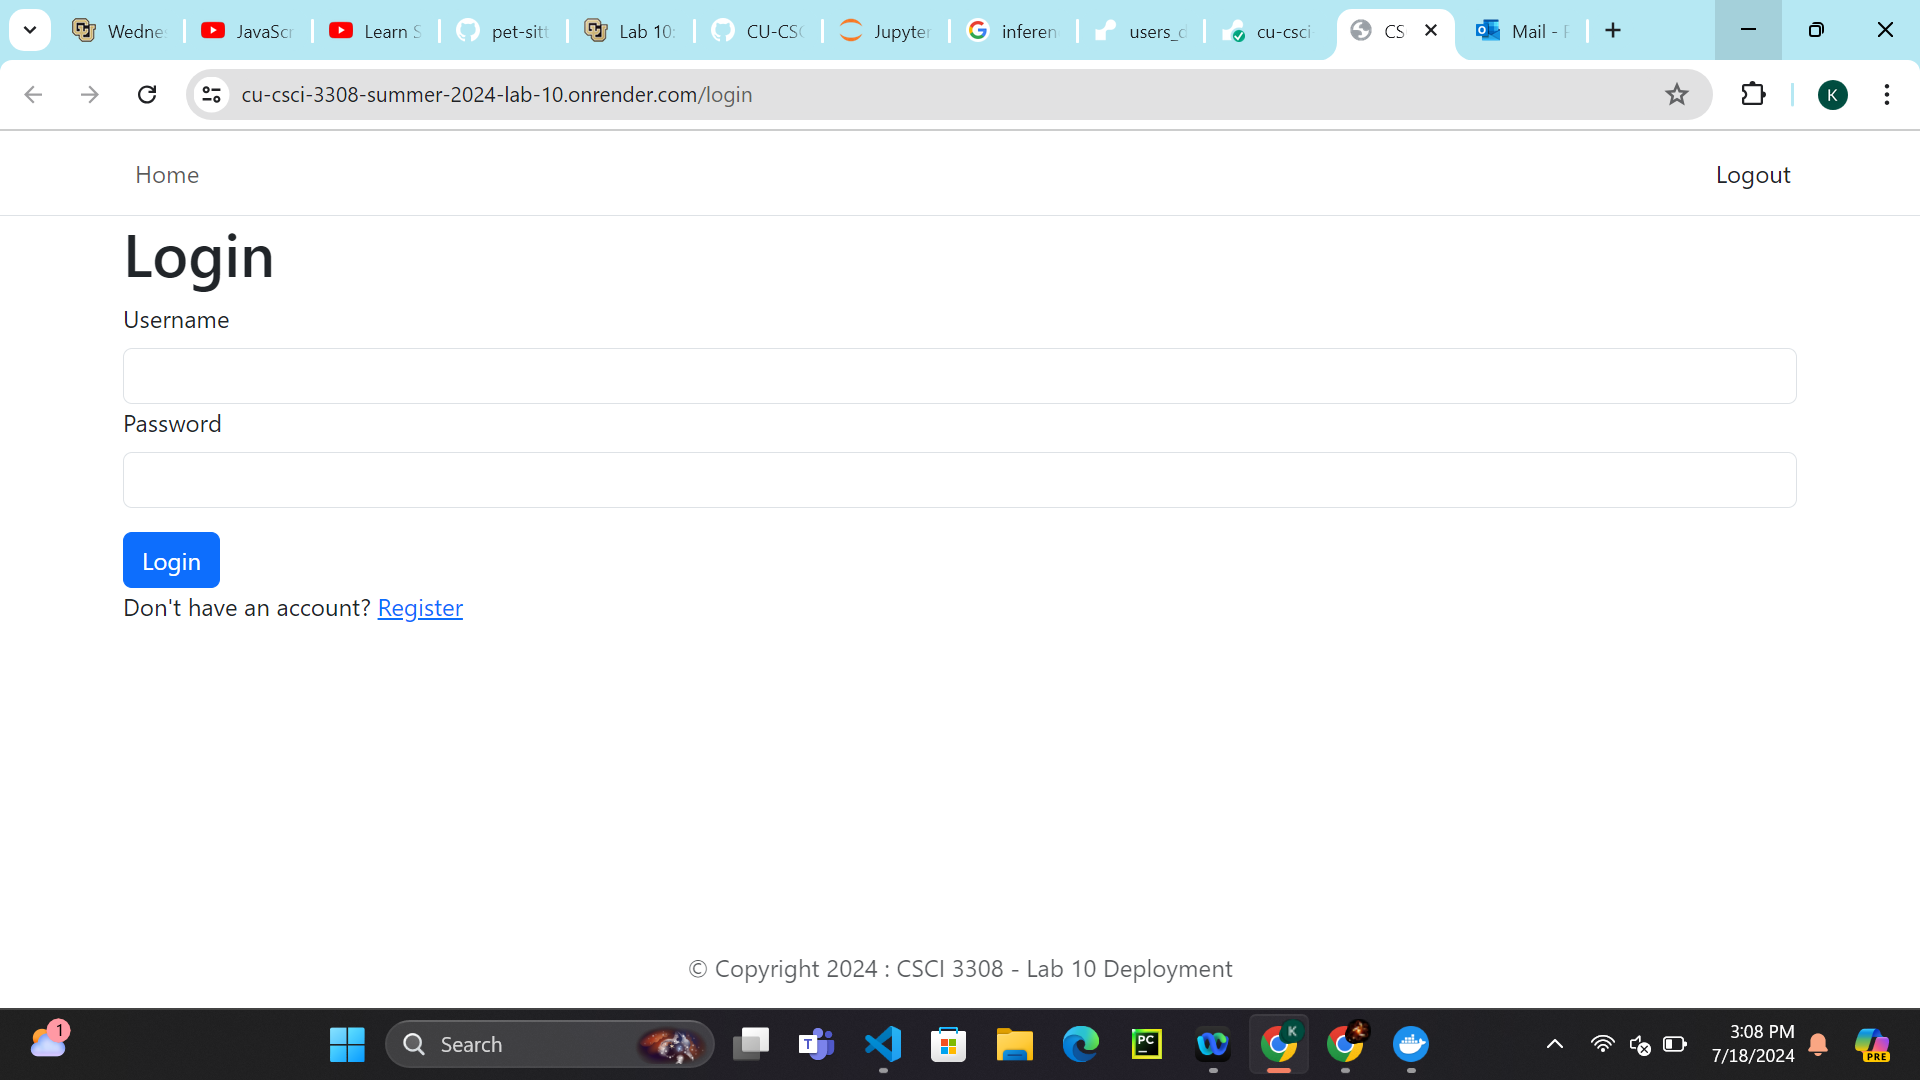 Wednes
JavaScr
Learn S
pet-sitt
Lab 10:
CU-CSC
Jupyter
inferen
users_d
cu-csci-
CS
Mail - F
cu-csci-3308-summer-2024-lab-10.onrender.com/login
K
Home
Logout
Login
Username
Password
Login
Don't have an account? Register
© Copyright 2024 : CSCI 3308 - Lab 10 Deployment
1
Search
T
PC
K
3:08 PM
7/18/2024
PRE